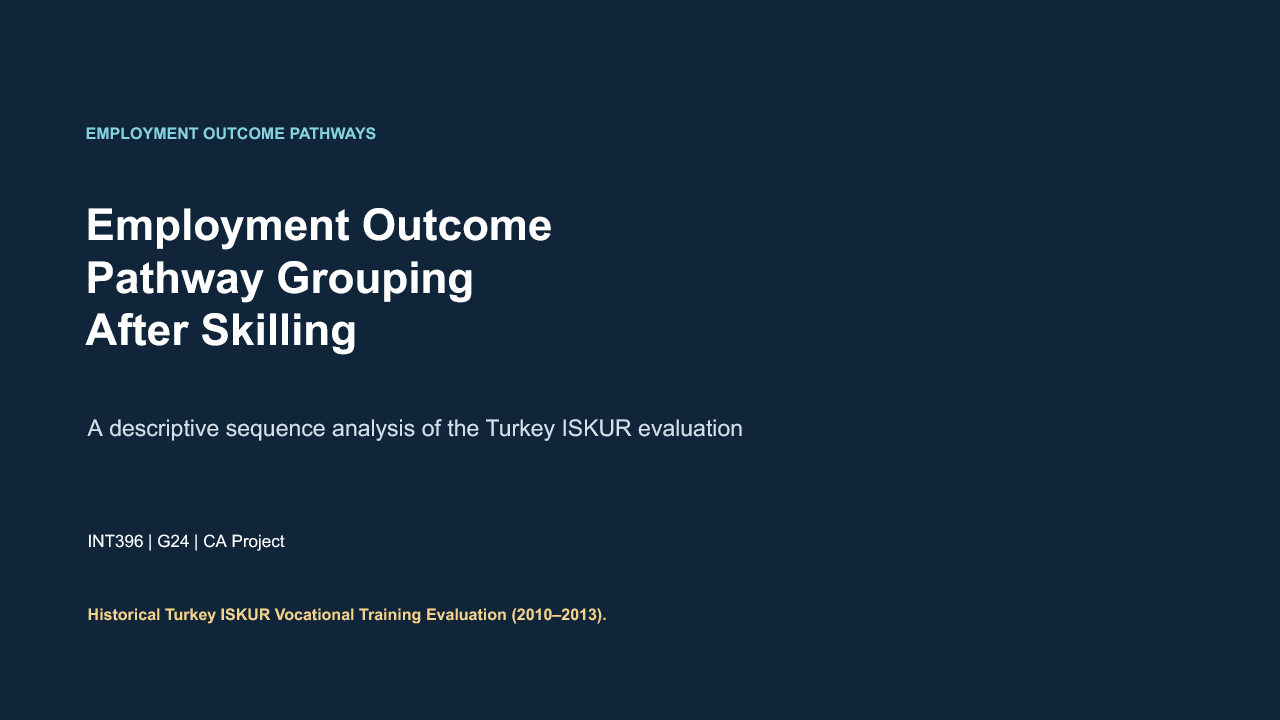 EMPLOYMENT OUTCOME PATHWAYS
Employment Outcome
Pathway Grouping
After Skilling
A descriptive sequence analysis of the Turkey ISKUR evaluation
INT396 | G24 | CA Project
Historical Turkey ISKUR Vocational Training Evaluation (2010–2013).